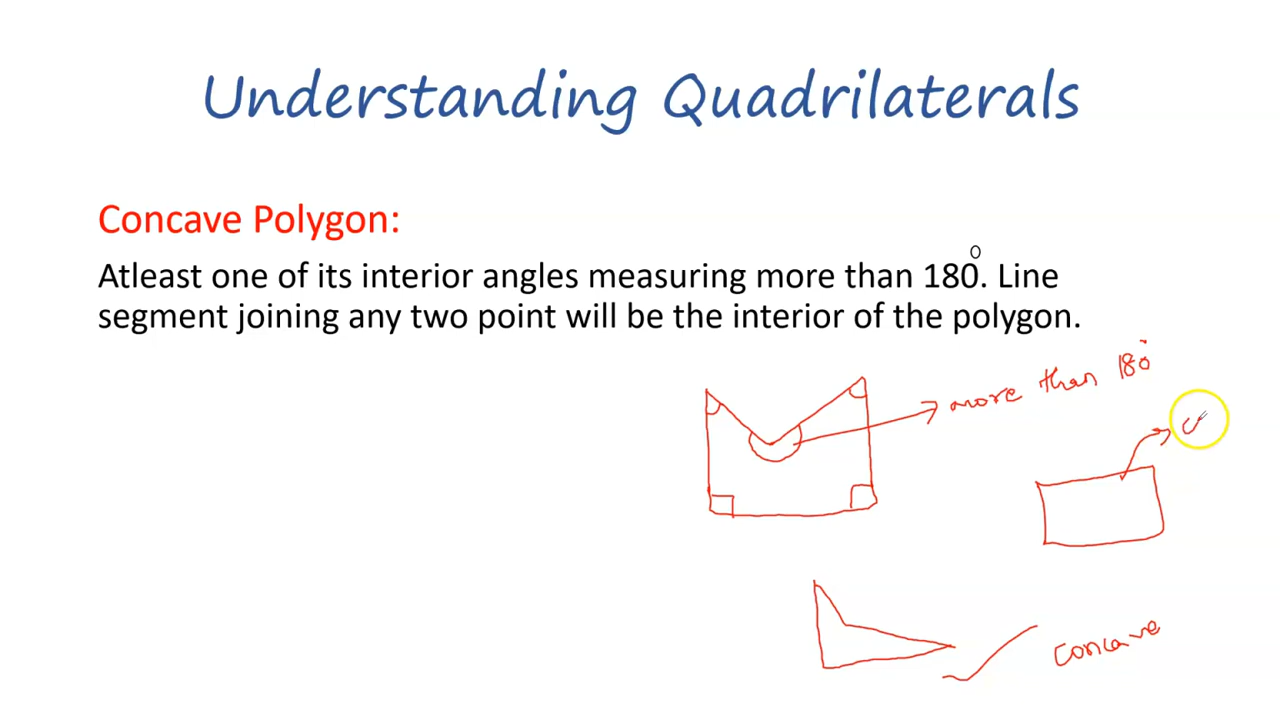 Understanding Quadrilaterals
Concave Polygon:
Atleast one of its interior angles measuring more than 180°. Line
segment joining any two point will be the interior of the polygon.
more than 180°
concave